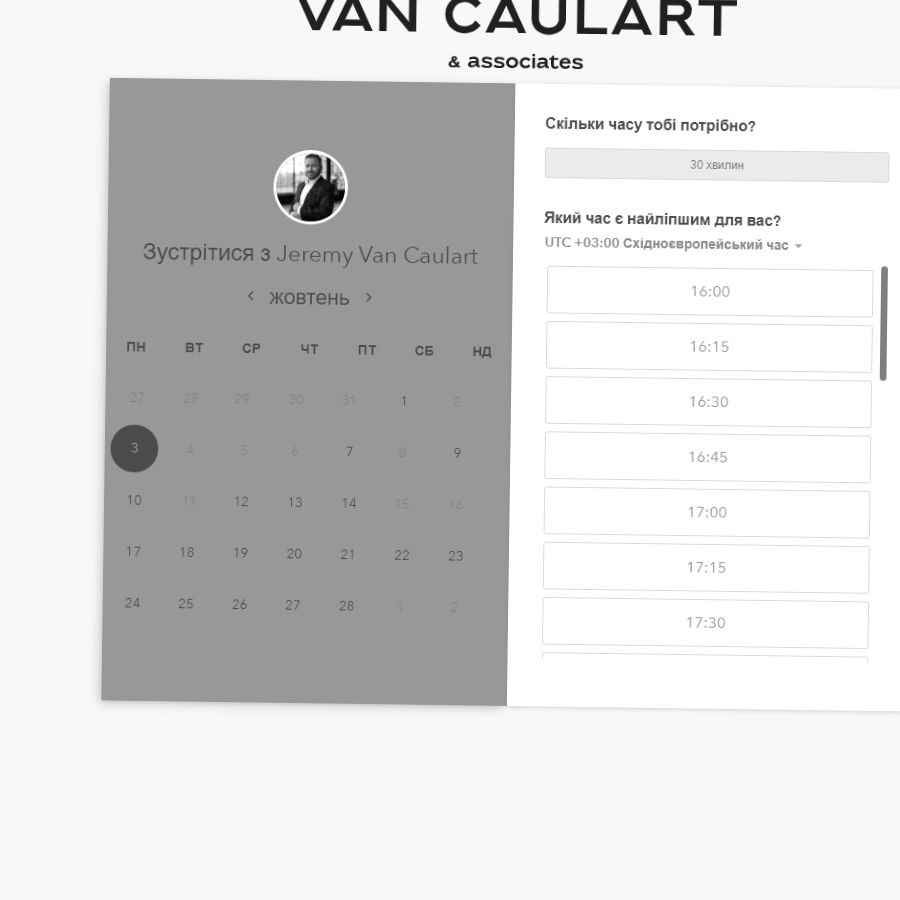 VAN CAULART
& associates
Зустрітися з Jeremy Van Caulart
жовтень
ПН ВТ СР ЧТ ПТ СБ НД
27 28 29 30 31 1 2
3 4 5 6 7 8 9
10 11 12 13 14 15 16
17 18 19 20 21 22 23
24 25 26 27 28 1 2
Скільки часу тобі потрібно?
30 хвилин
Який час є найліпшим для вас?
UTC +03:00 Східноєвропейський час
16:00
16:15
16:30
16:45
17:00
17:15
17:30